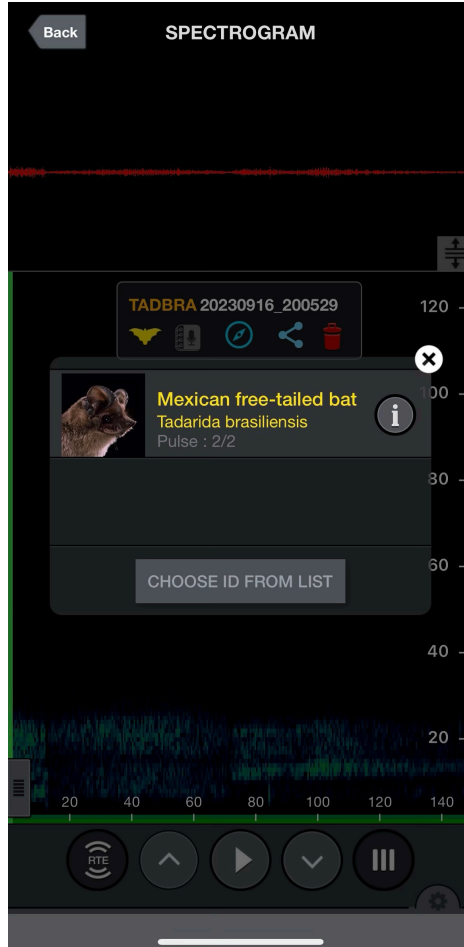 Back
SPECTROGRAM
TADBRA 20230916_200529
120
100
Mexican free-tailed bat
Tadarida brasiliensis
Pulse : 2/2
i
80
60
CHOOSE ID FROM LIST
40
20
20 40 60 80 100 120 140
RTE